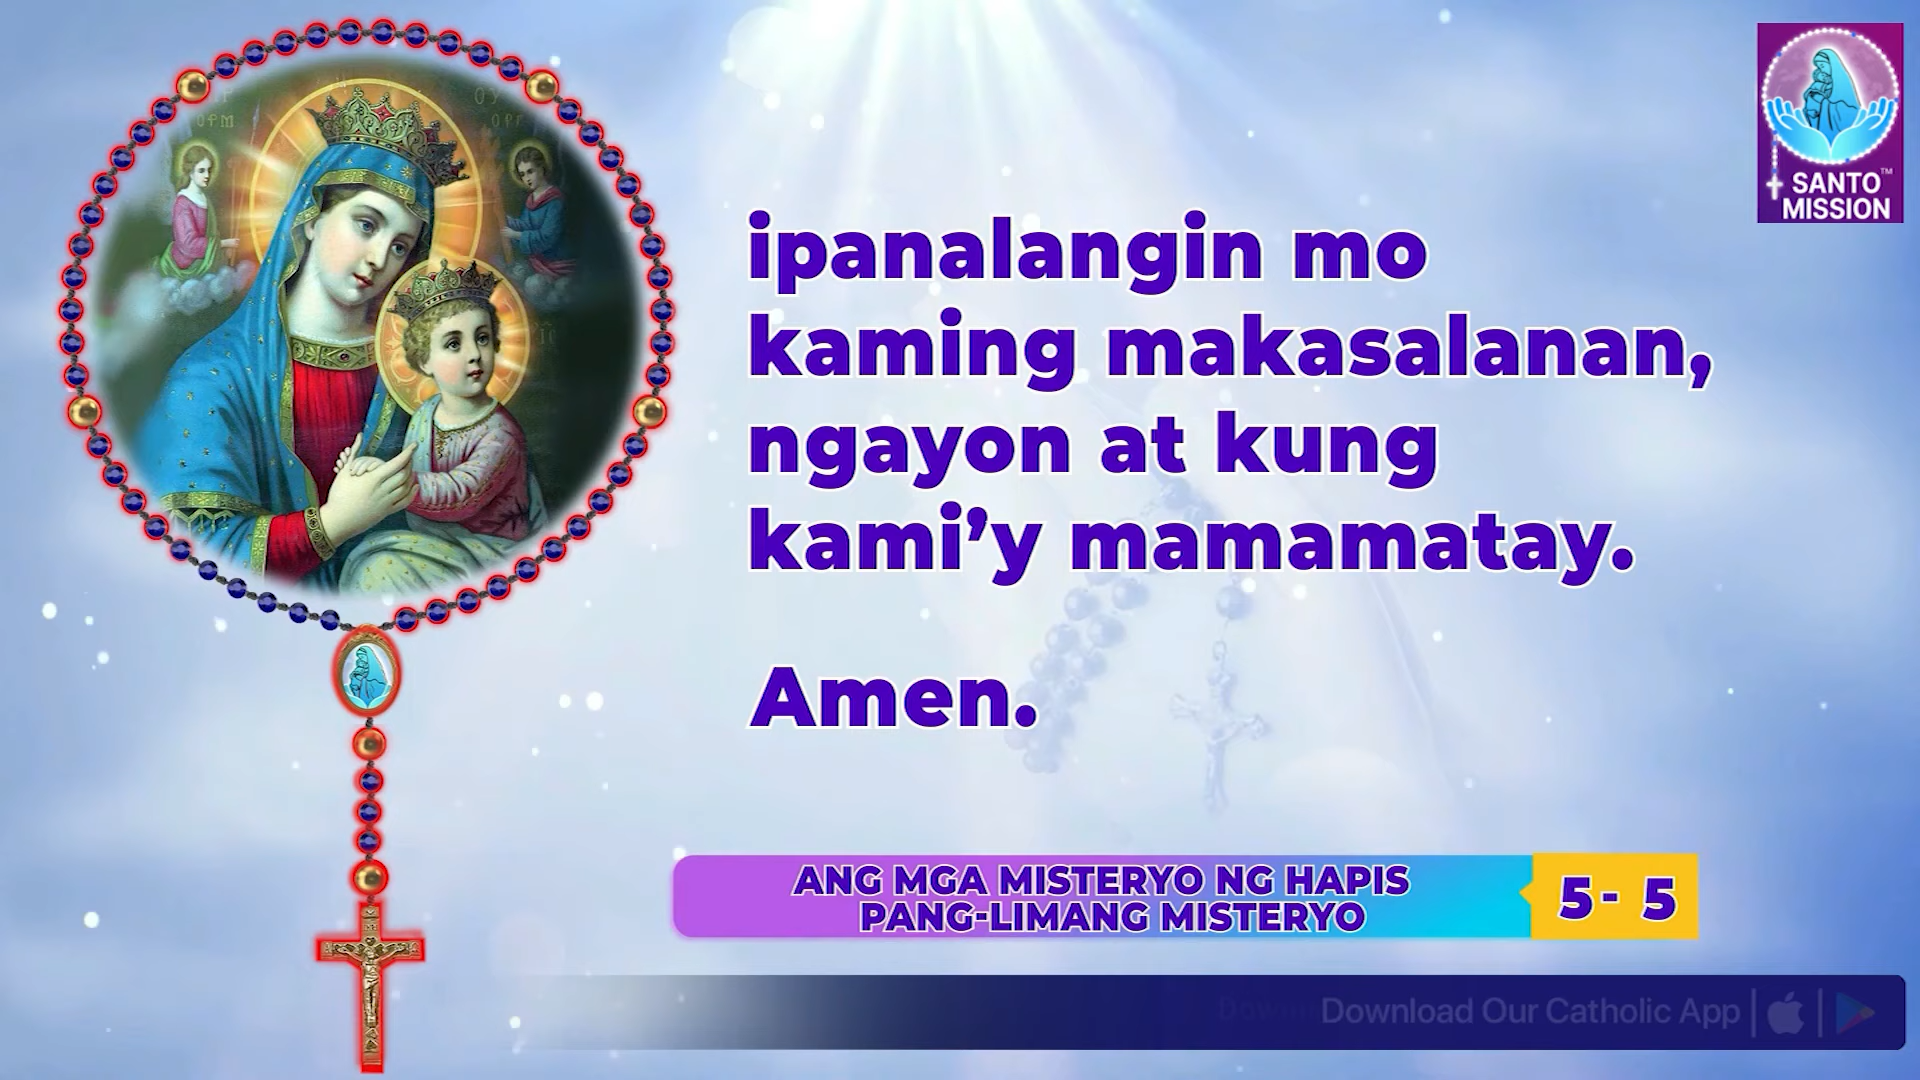 SANTO™
MISSION
ipanalangin mo
kaming makasalanan,
ngayon at kung
kami’y mamamatay.
Amen.
ANG MGA MISTERYO NG HAPIS
PANG-LIMANG MISTERYO
5- 5
Download Our Catholic App